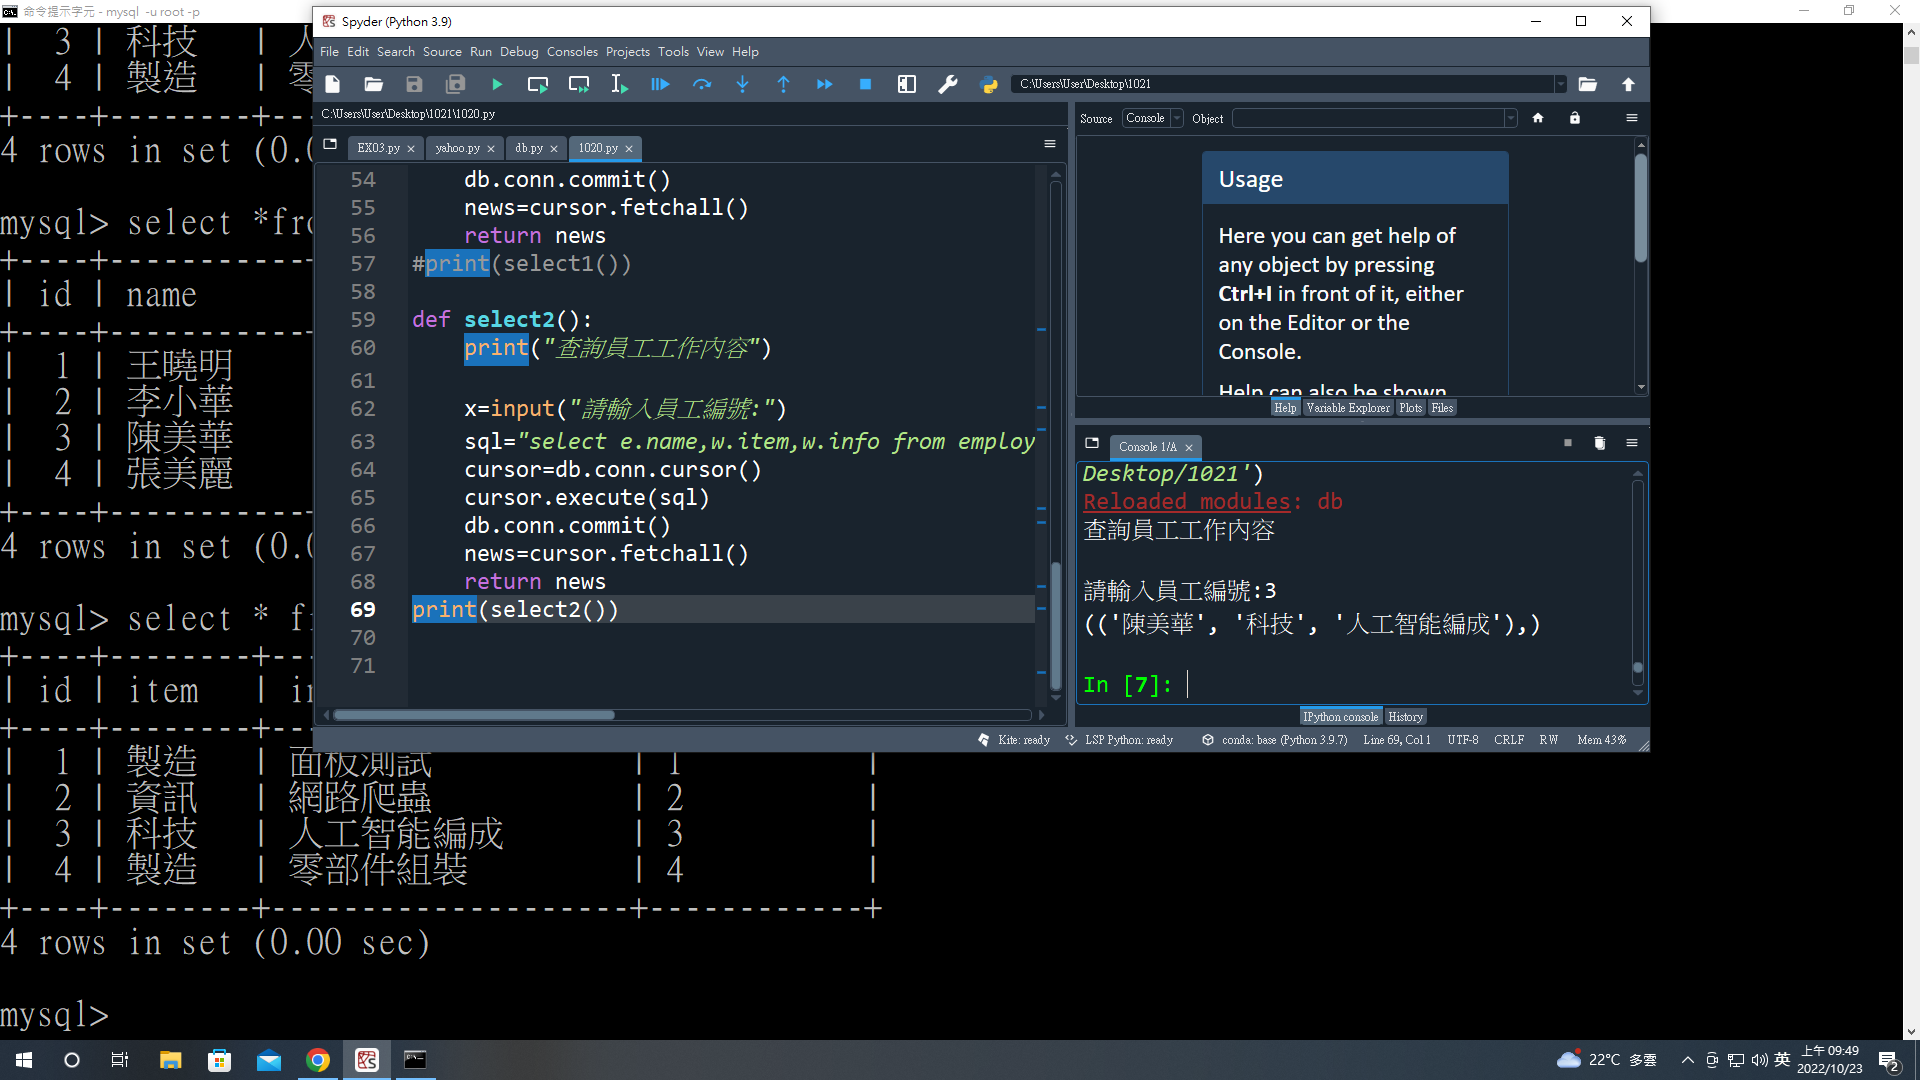 命令提示字元 - mysql -u root -p
| 3 | 科技 |
| 4 | 製造 | 零
4 rows in set (0.0
mysql> select *fro
| id | name
| 1 | 王曉明
| 2 | 李小華
| 3 | 陳美華
| 4 | 張美麗
4 rows in set (0.0
mysql> select * f
| id | item | in
| 1 | 製造 | 面板測試 | 1 |
| 2 | 資訊 | 網路爬蟲 | 2 |
| 3 | 科技 | 人工智能編成 | 3 |
| 4 | 製造 | 零部件組裝 | 4 |
+----+--------+---------------------+------------+
4 rows in set (0.00 sec)
mysql>
Spyder (Python 3.9)
File Edit Search Source Run Debug Consoles Projects Tools View Help
C:\Users\User\Desktop\1021
C:\Users\User\Desktop\1021\1020.py
EX03.py yahoo.py db.py 1020.py
54 db.conn.commit()
55 news=cursor.fetchall()
56 return news
57 #print(select1())
58
59 def select2():
60 print("查詢員工工作內容")
61
62 x=input("請輸入員工編號:")
63 sql="select e.name,w.item,w.info from employ
64 cursor=db.conn.cursor()
65 cursor.execute(sql)
66 db.conn.commit()
67 news=cursor.fetchall()
68 return news
69 print(select2())
70
71
Source Console Object
Usage
Here you can get help of
any object by pressing
Ctrl+I in front of it, either
on the Editor or the
Console.
Help can also be shown
Help Variable Explorer Plots Files
Console 1/A
Desktop/1021')
Reloaded modules: db
查詢員工工作內容
請輸入員工編號:3
(('陳美華', '科技', '人工智能編成'),)
In [7]:
IPython console History
Kite: ready LSP Python: ready conda: base (Python 3.9.7) Line 69, Col 1 UTF-8 CRLF RW Mem 43%
22°C 多雲 英 上午 09:49
2022/10/23 2